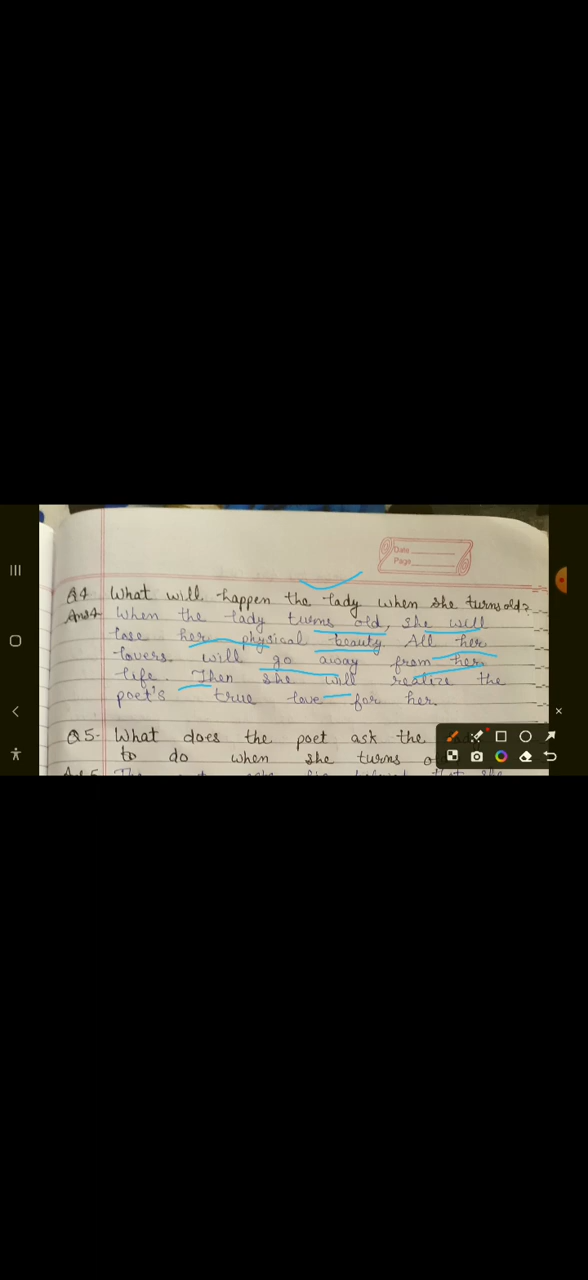 Date
Page
Q4 What will happen the lady when she turns old?
Ans4 When the lady turns old, she will
lose her physical beauty All her
lovers will go away from her
life. Then she will realize the
poet's true love for her.
Q5- What does the poet ask the
to do when she turns